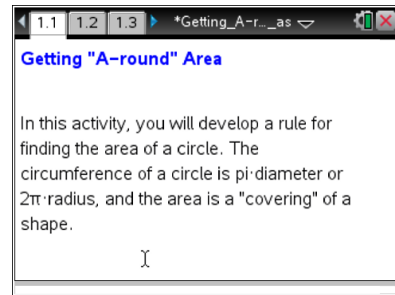 1.1 1.2 1.3 *Getting_A-r…_as
Getting "A-round" Area
In this activity, you will develop a rule for
finding the area of a circle. The
circumference of a circle is pi·diameter or
2π·radius, and the area is a "covering" of a
shape.